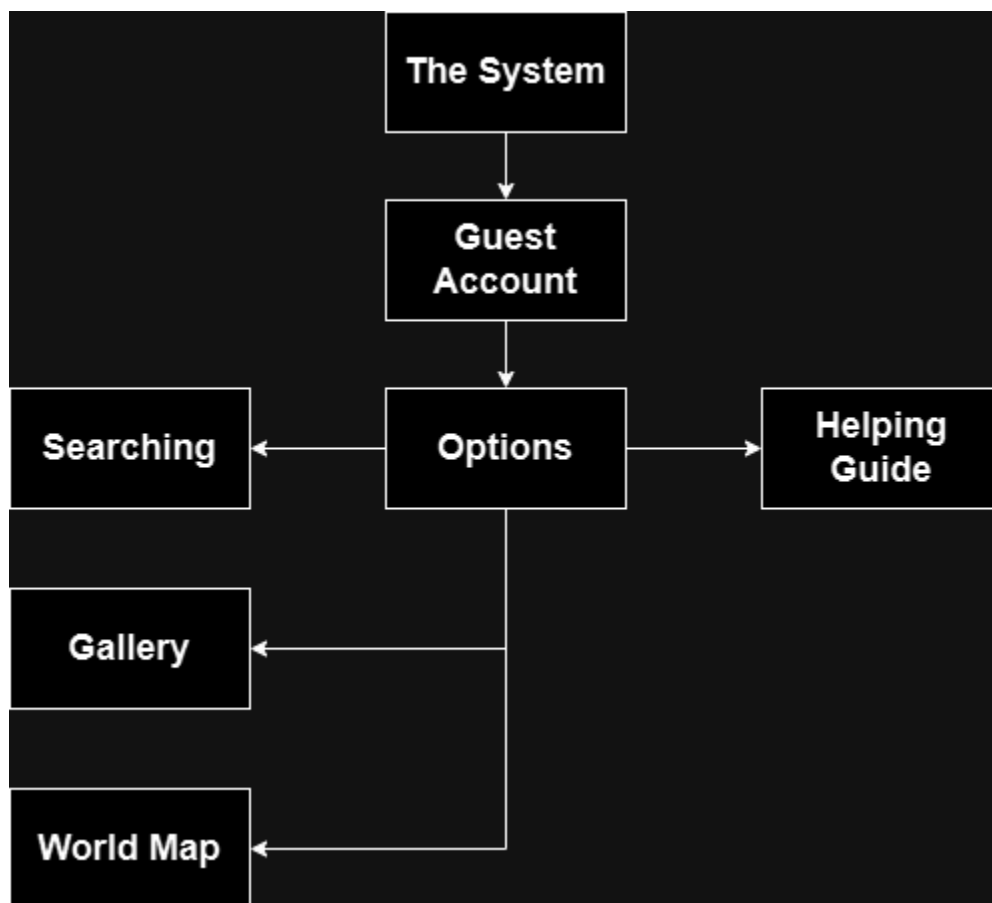 The System
Guest
Account
Searching
Options
Helping
Guide
Gallery
World Map